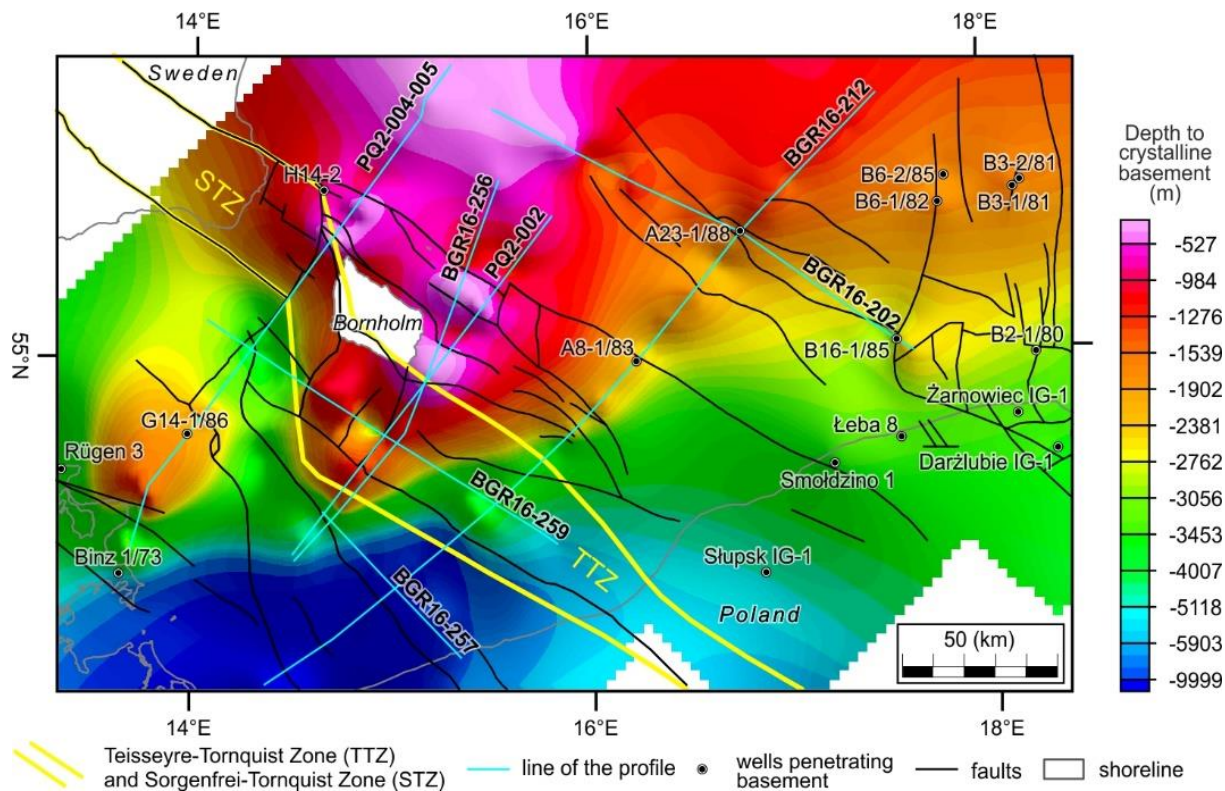 14°E
16°E
18°E
Sweden
STZ
H14-2
PQ2-004-005
BGR16-256
PQ2-002
BGR16-212
B6-2/85
B3-2/81
B6-1/82
B3-1/81
A23-1/88
BGR16-202
Bornholm
55°N
A8-1/83
B16-1/85
B2-1/80
Żarnowiec IG-1
G14-1/86
Łeba 8
Rügen 3
Darżlubie IG-1
Smołdzino 1
BGR16-259
Binz 1/73
TTZ
Słupsk IG-1
BGR16-257
Poland
50 (km)
14°E
16°E
18°E
Depth to
crystalline
basement
(m)
-527
-984
-1276
-1539
-1902
-2381
-2762
-3056
-3453
-4007
-5118
-5903
-9999
Teisseyre-Tornquist Zone (TTZ)
and Sorgenfrei-Tornquist Zone (STZ)
line of the profile
wells penetrating
basement
faults
shoreline